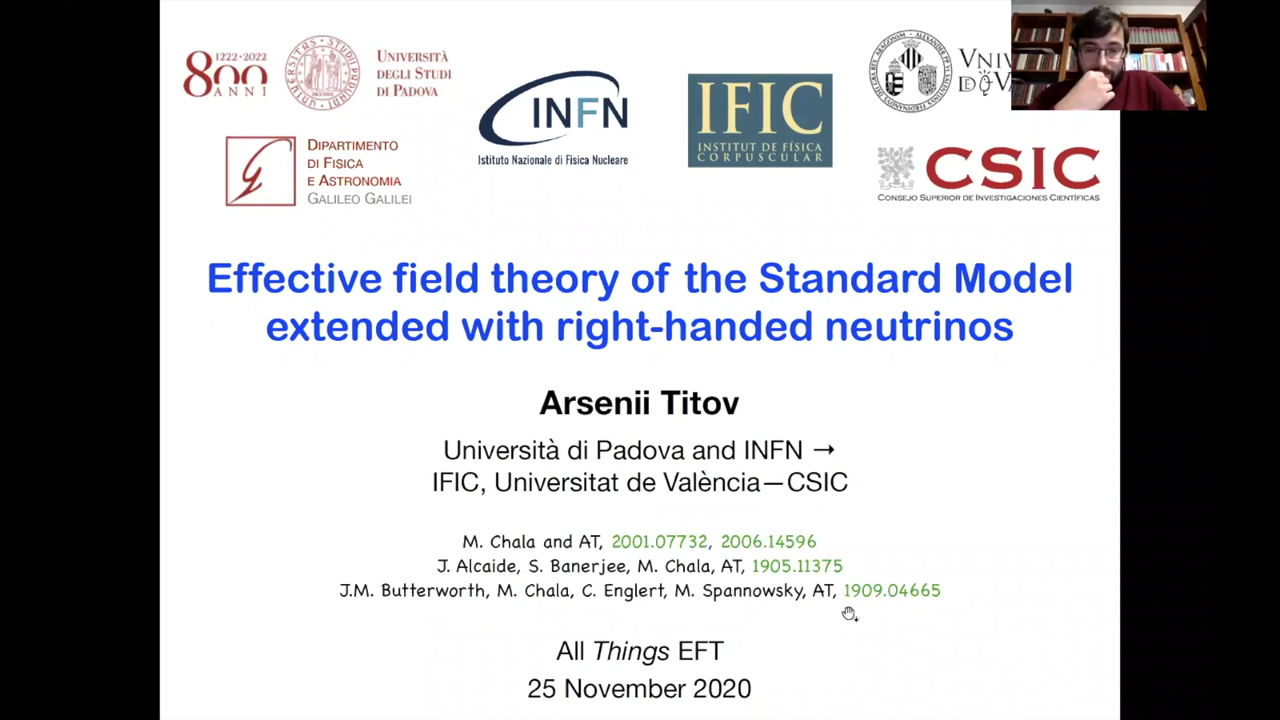 1222·2022
800
ANNI
UNIVERSITÀ
DEGLI STUDI
DI PADOVA
DIPARTIMENTO
DI FISICA
E ASTRONOMIA
GALILEO GALILEI
INFN
Istituto Nazionale di Fisica Nucleare
IFIC
INSTITUT DE FÍSICA
CORPUSCULAR
CSIC
CONSEJO SUPERIOR DE INVESTIGACIONES CIENTÍFICAS
Effective field theory of the Standard Model
extended with right-handed neutrinos
Arsenii Titov
Università di Padova and INFN →
IFIC, Universitat de València—CSIC
M. Chala and AT, 2001.07732, 2006.14596
J. Alcaide, S. Banerjee, M. Chala, AT, 1905.11375
J.M. Butterworth, M. Chala, C. Englert, M. Spannowsky, AT, 1909.04665
All Things EFT
25 November 2020